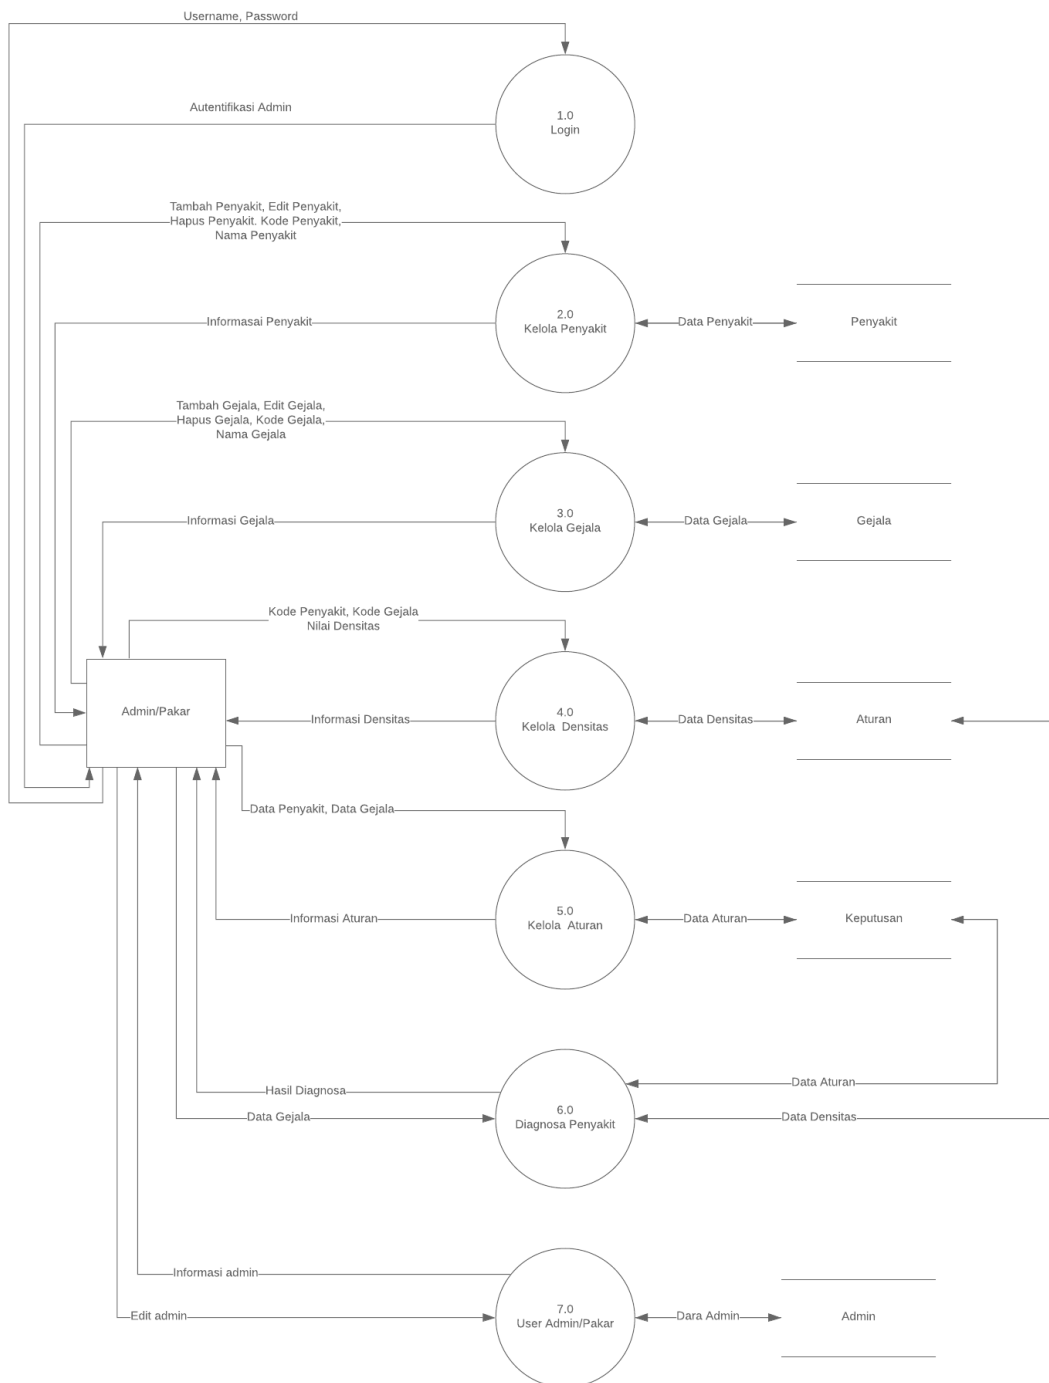 Username, Password
Autentifikasi Admin
1.0
Login
Tambah Penyakit, Edit Penyakit,
Hapus Penyakit. Kode Penyakit,
Nama Penyakit
Informasai Penyakit
2.0
Kelola Penyakit
Data Penyakit
Penyakit
Tambah Gejala, Edit Gejala,
Hapus Gejala, Kode Gejala,
Nama Gejala
Informasi Gejala
3.0
Kelola Gejala
Data Gejala
Gejala
Kode Penyakit, Kode Gejala
Nilai Densitas
Admin/Pakar
Informasi Densitas
4.0
Kelola  Densitas
Data Densitas
Aturan
Data Penyakit, Data Gejala
Informasi Aturan
5.0
Kelola  Aturan
Data Aturan
Keputusan
Hasil Diagnosa
Data Gejala
6.0
Diagnosa Penyakit
Data Aturan
Data Densitas
Informasi admin
Edit admin
7.0
User Admin/Pakar
Dara Admin
Admin